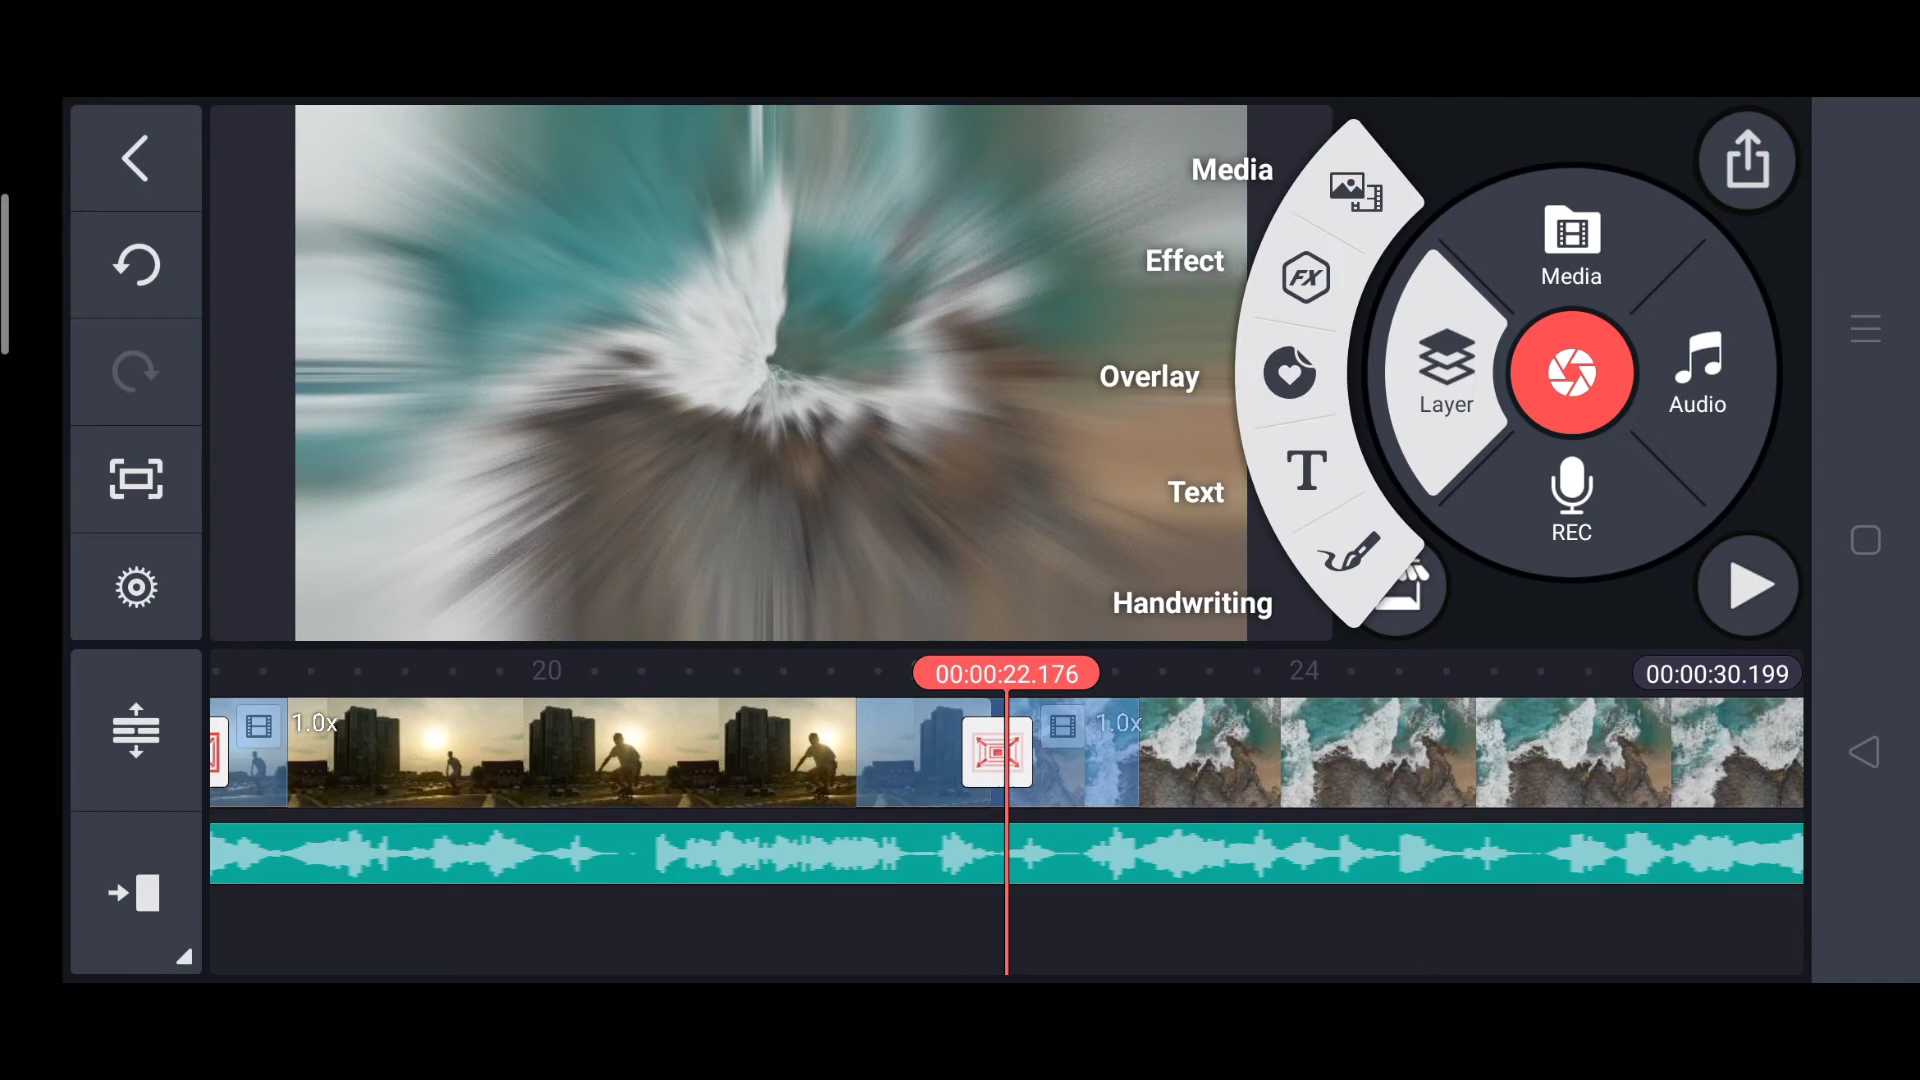 Media
Effect
Overlay
Text
Handwriting
FX
T
Media
Layer
Audio
REC
20
00:00:22.176
24
00:00:30.199
1.0x
1.0x